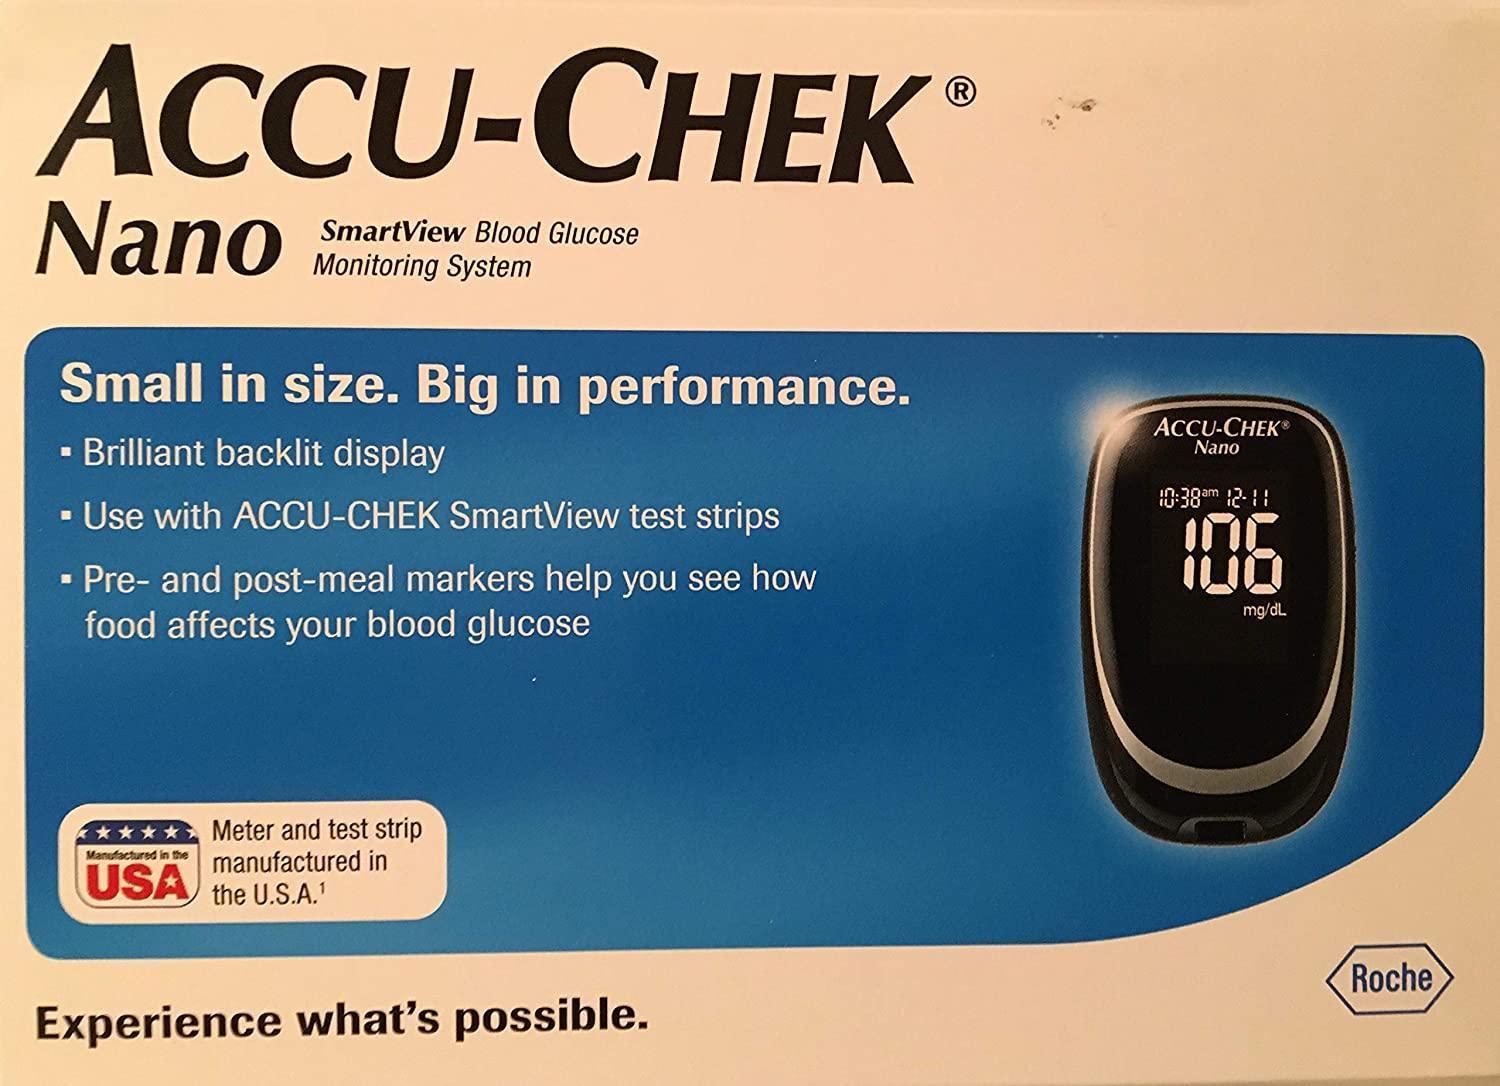 ACCU-CHEK®
Nano
SmartView Blood Glucose
Monitoring System
Small in size. Big in performance.
▪ Brilliant backlit display
▪ Use with ACCU-CHEK SmartView test strips
▪ Pre- and post-meal markers help you see how
food affects your blood glucose
ACCU-CHEK®
Nano
10:38am 12-11
106
mg/dL
Manufactured in the
USA
Meter and test strip
manufactured in
the U.S.A.¹
Experience what's possible.
Roche